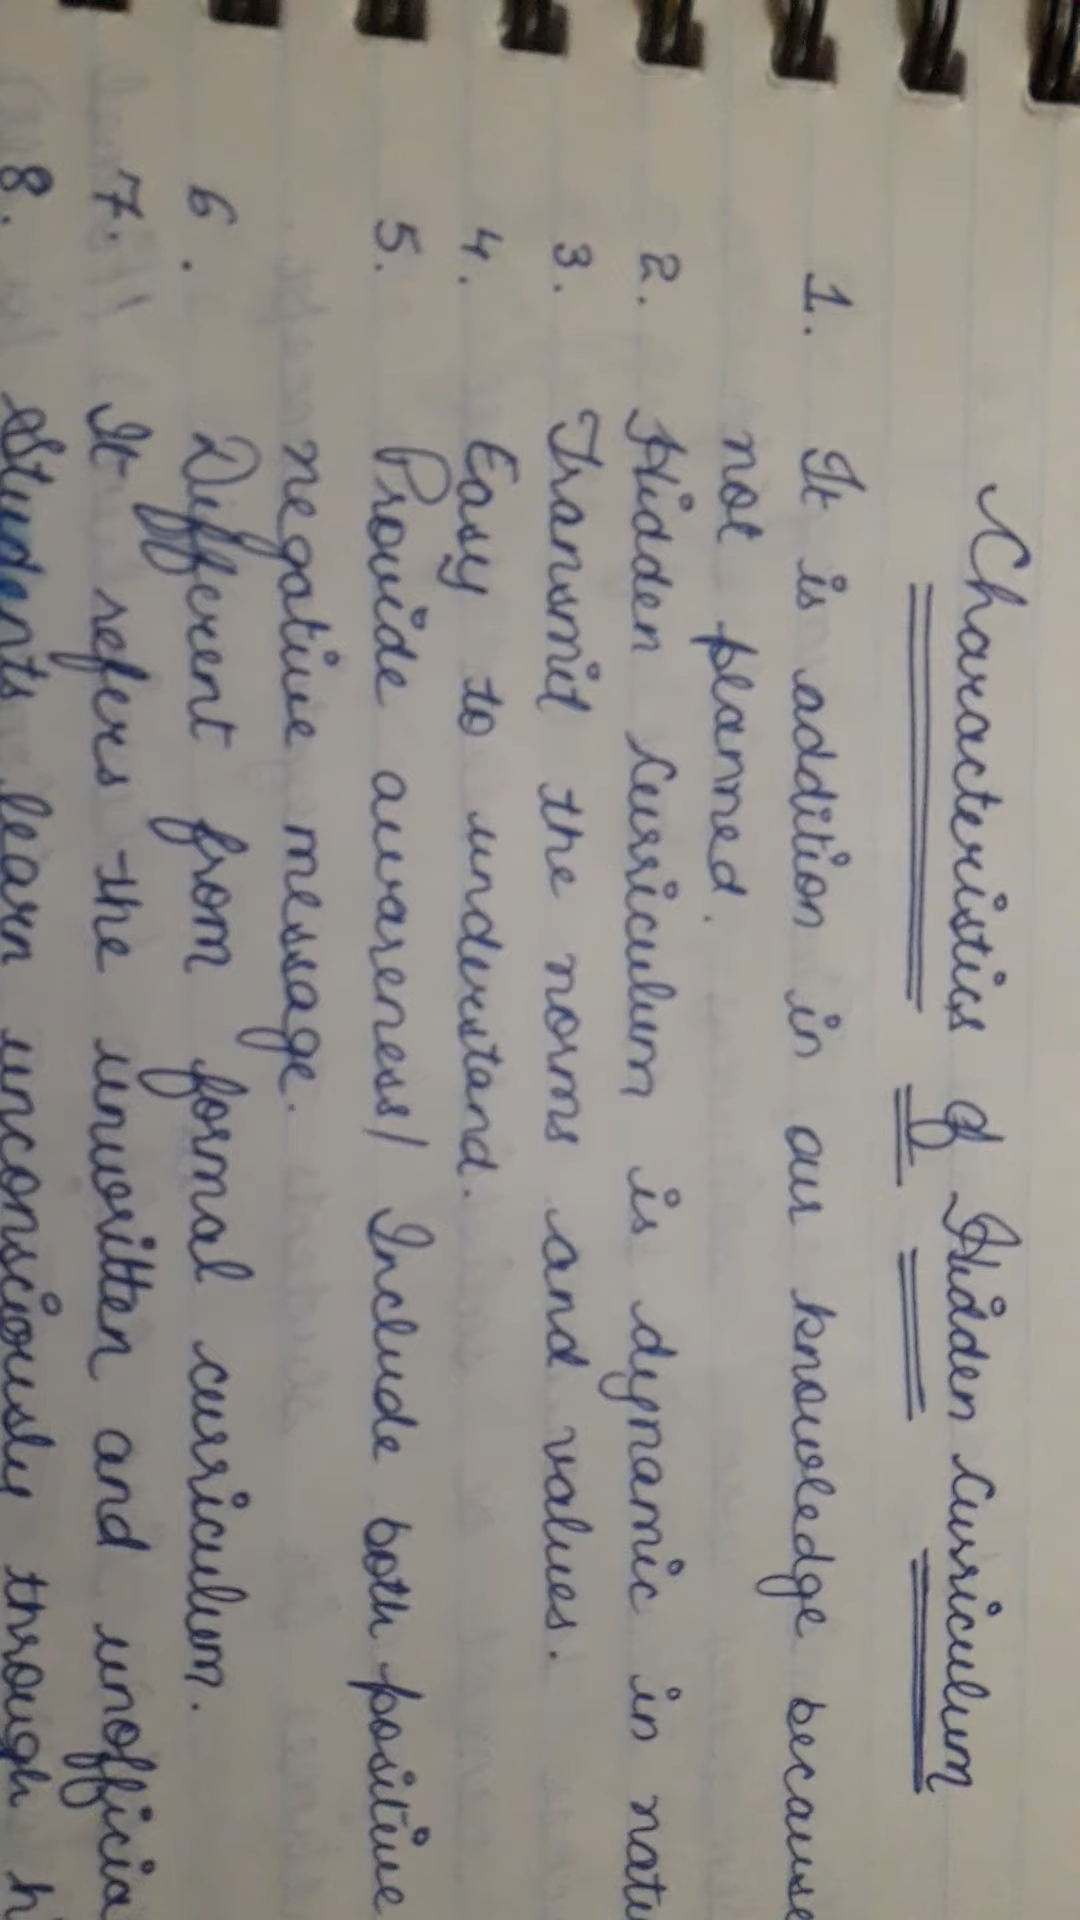 Characteristics of Hidden Curriculum
1. It is addition in our knowledge because
not planned.
2. Hidden Curriculum is dynamic in natu
3. Transmit the norms and values.
4. Easy to understand.
5. Provide awareness/ Include both positive
negative message.
6. Different from formal curriculum.
7. It refers the unwritten and unofficia
8. Students learn unconsciously through h